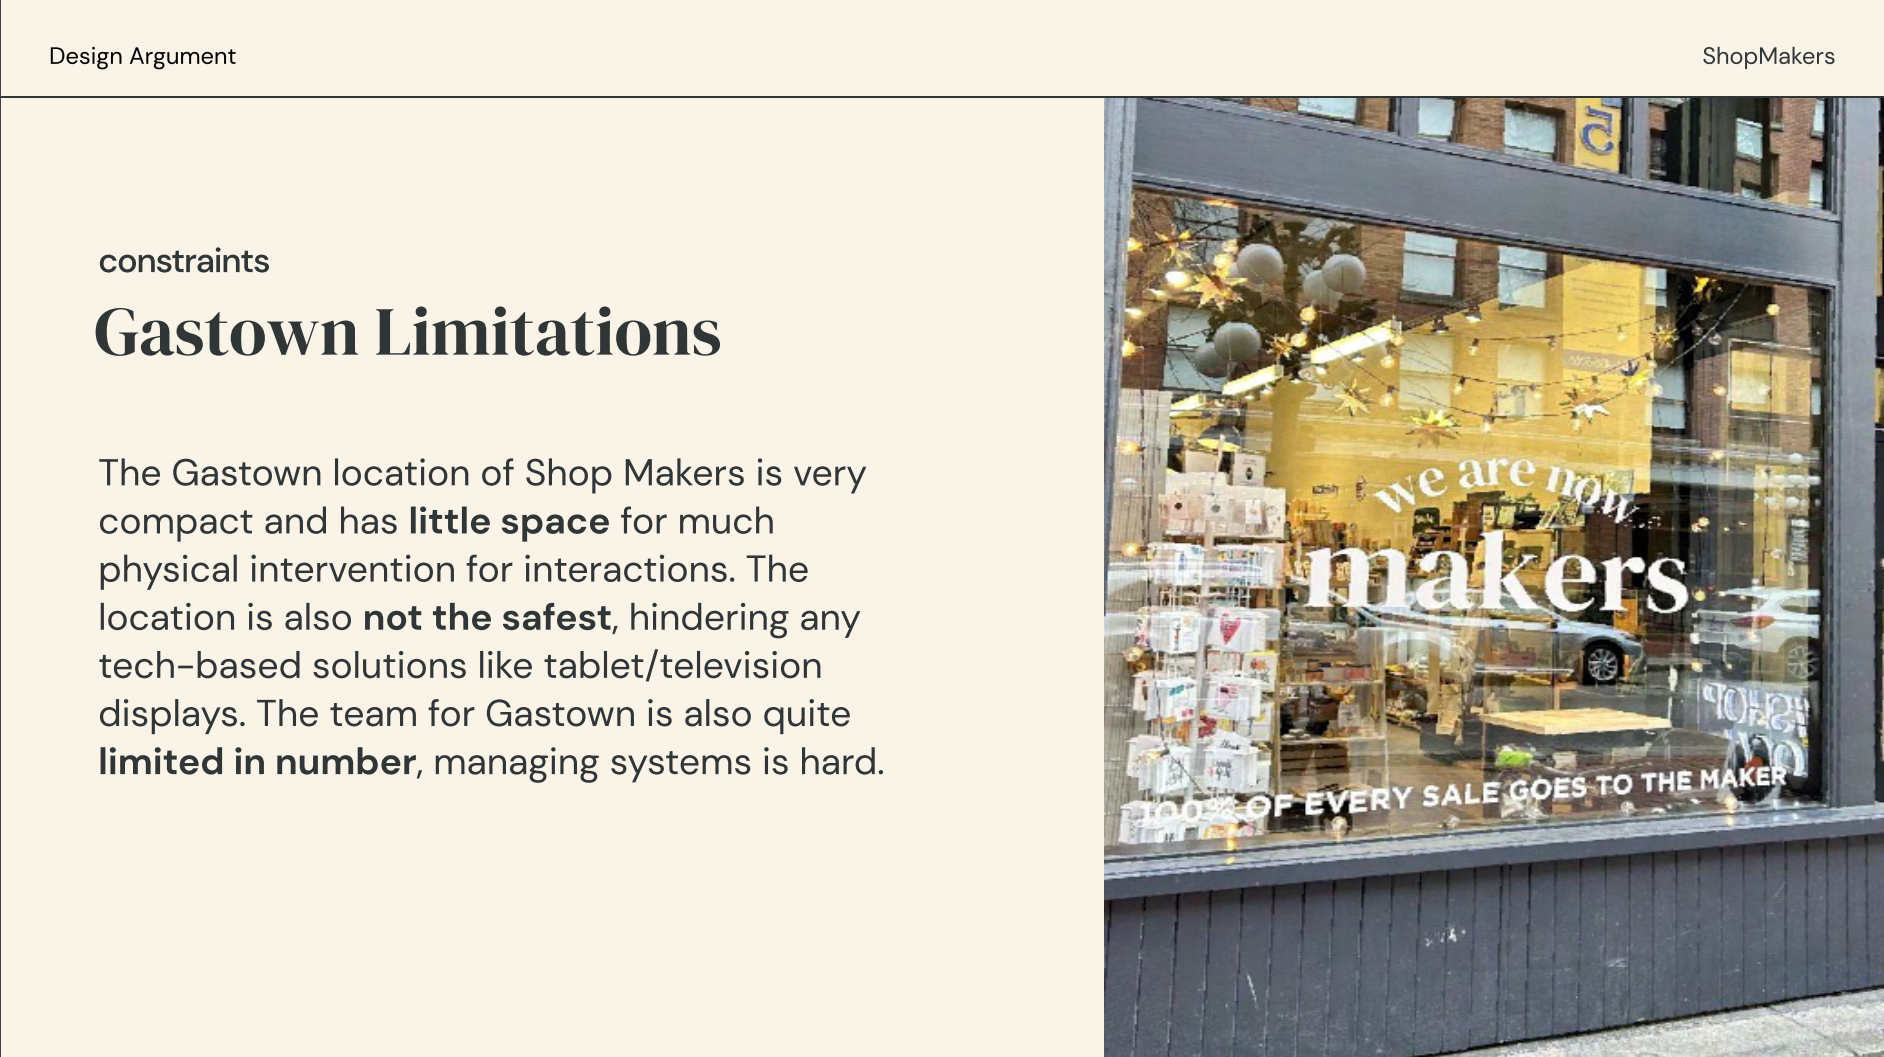 Design Argument
ShopMakers
constraints
Gastown Limitations
The Gastown location of Shop Makers is very
compact and has little space for much
physical intervention for interactions. The
location is also not the safest, hindering any
tech-based solutions like tablet/television
displays. The team for Gastown is also quite
limited in number, managing systems is hard.
we are now
makers
#SHOP
LOCAL
100% OF EVERY SALE GOES TO THE MAKER